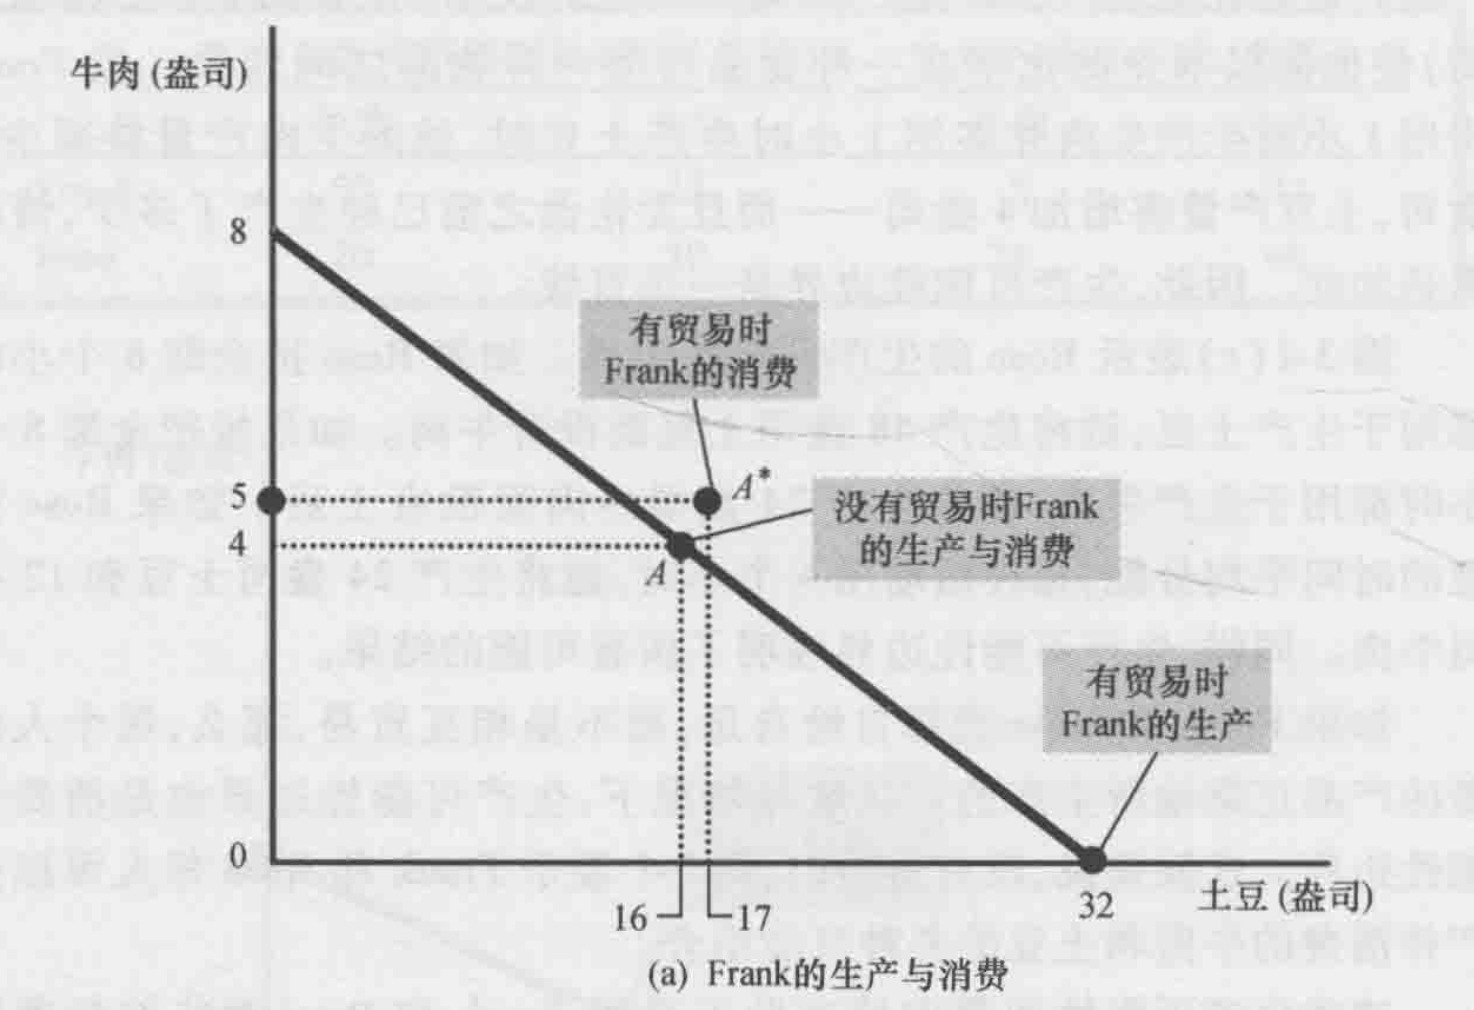 牛肉 (盎司)
8
有贸易时
Frank的消费
5
A*
没有贸易时Frank
的生产与消费
4
A
有贸易时
Frank的生产
0
16
17
32
土豆 (盎司)
(a) Frank的生产与消费